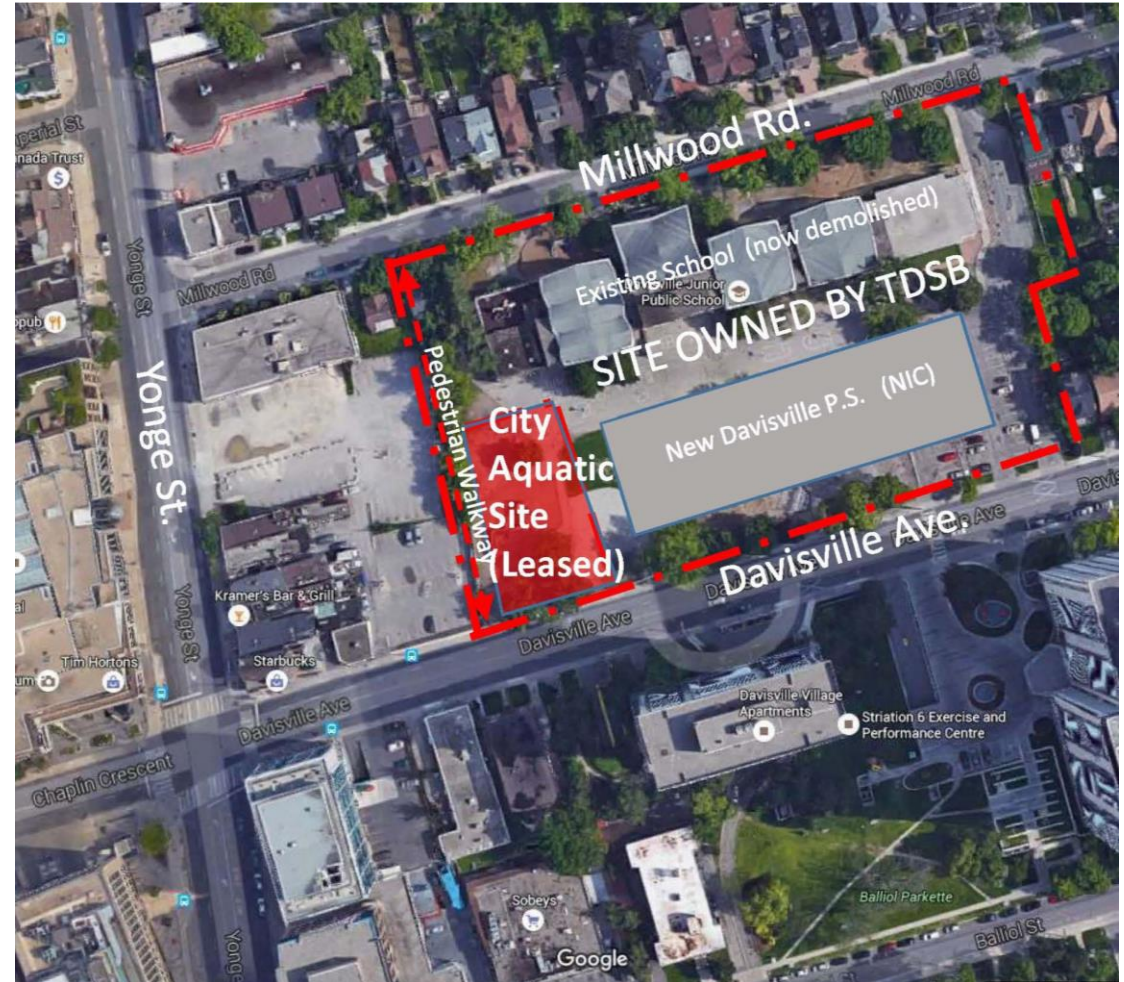 Imperial St
Canada Trust
Yonge St
Millwood Rd
Millwood Rd.
Millwood Rd
Existing School (now demolished)
Davisville Junior
Public School
SITE OWNED BY TDSB
New Davisville P.S. (NIC)
Pedestrian Walkway
City
Aquatic
Site
(Leased)
Yonge St.
Davisville Ave.
Kramer's Bar & Grill
Yonge St
Tim Hortons
Starbucks
Davisville Ave
Davisville Ave
Chaplin Crescent
Davisville Village
Apartments
Striation 6 Exercise and
Performance Centre
Sobeys
Google
Balliol Parkette
Balliol St